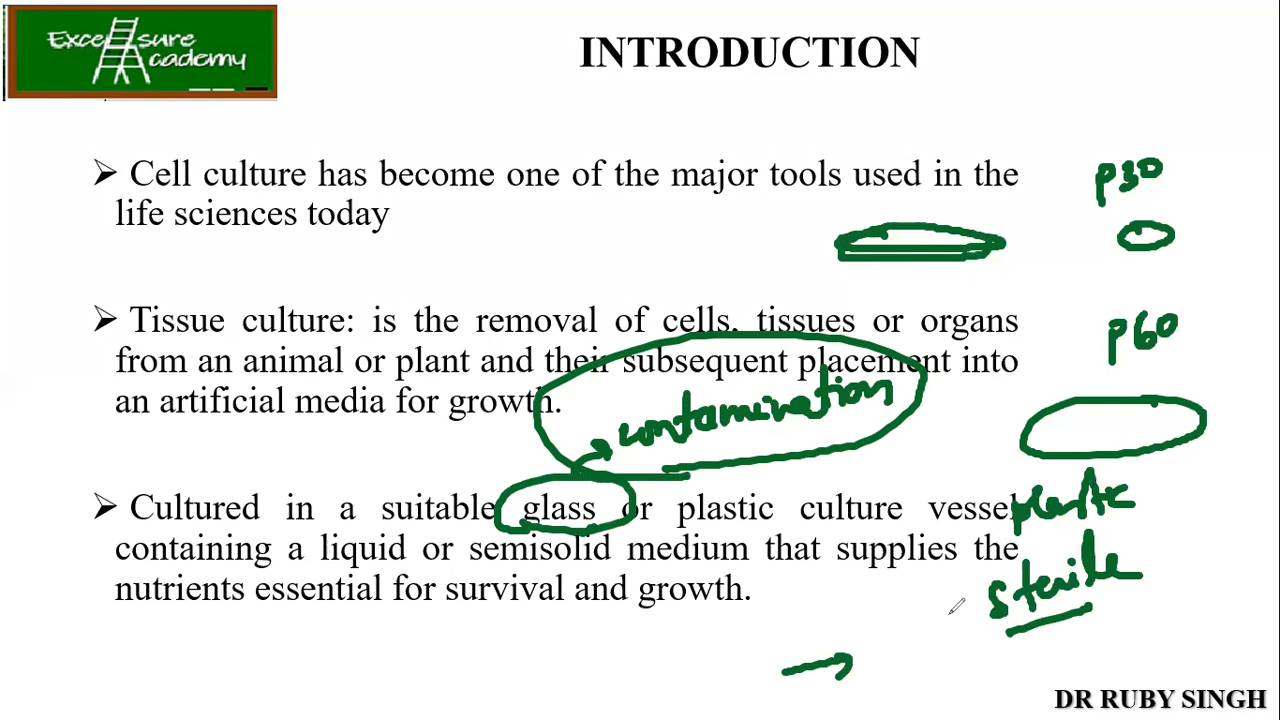 Excel sure
Academy
INTRODUCTION
➢ Cell culture has become one of the major tools used in the
life sciences today
p30
➢ Tissue culture: is the removal of cells, tissues or organs
from an animal or plant and their subsequent placement into
an artificial media for growth.
p60
contamination
➢ Cultured in a suitable glass or plastic culture vessel
containing a liquid or semisolid medium that supplies the
nutrients essential for survival and growth.
plastic
sterile
DR RUBY SINGH